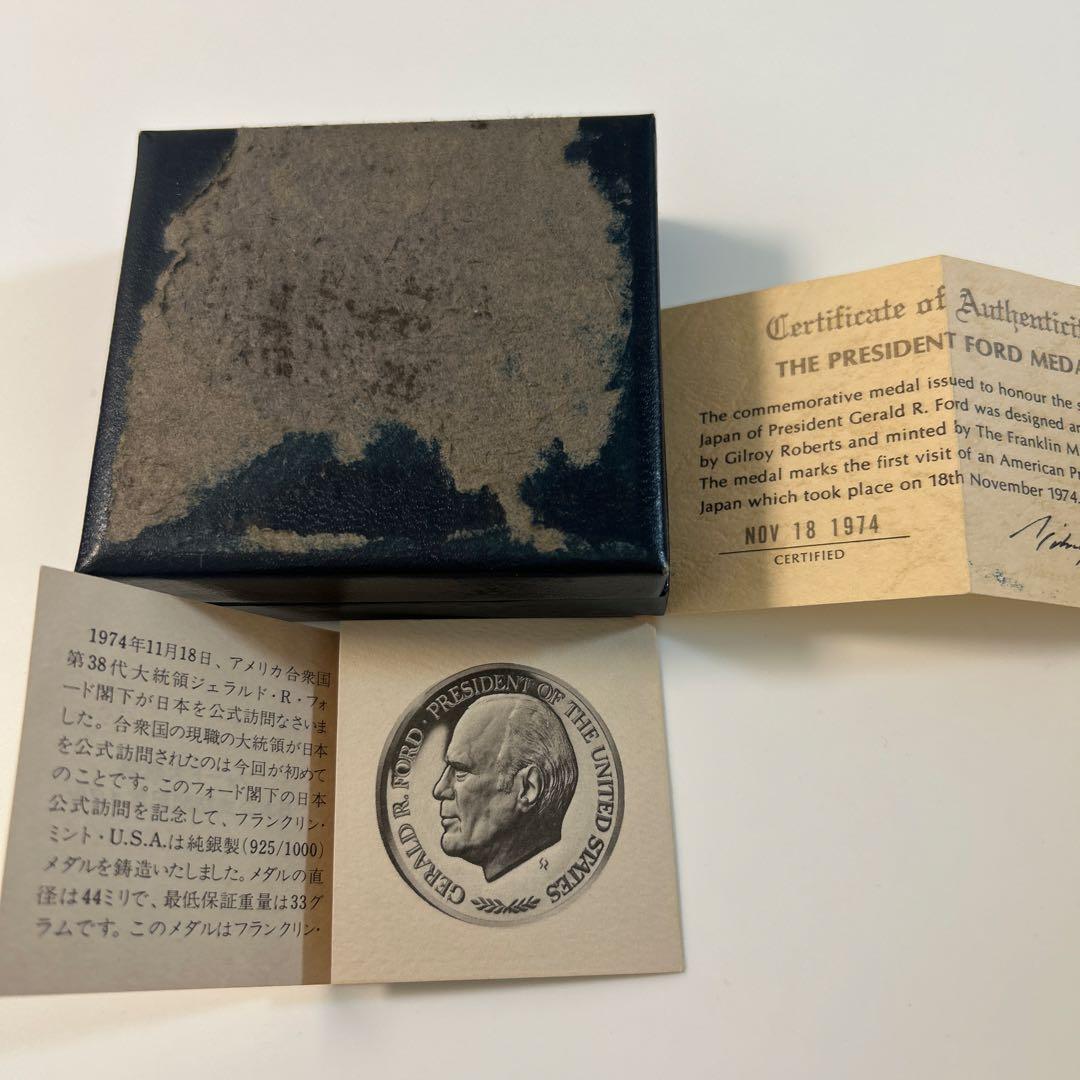 Certificate of
THE PRESIDENT FORD
The commemorative medal issued to honour the
Japan of President Gerald R. Ford was designed
by Gilroy Roberts and minted by The Franklin
The medal marks the first visit of an American
Japan which took place on 18th November 1974.
NOV 18 1974
CERTIFIED
1974年11月18日、アメリカ合衆国
第38代大統領ジェラルド・R・フォ
ード閣下が日本を公式訪問なさいま
した。合衆国の現職の大統領が日本
を公式訪問されたのは今回が初めて
のことです。このフォード閣下の日本
公式訪問を記念して、フランクリン・
ミント・U.S.A.は純銀製(925/1000)
メダルを鋳造いたしました。メダルの直
径は44ミリで、最低保証重量は33グ
ラムです。このメダルはフランクリン・
GERALD R. FORD · PRESIDENT OF THE UNITED STATES